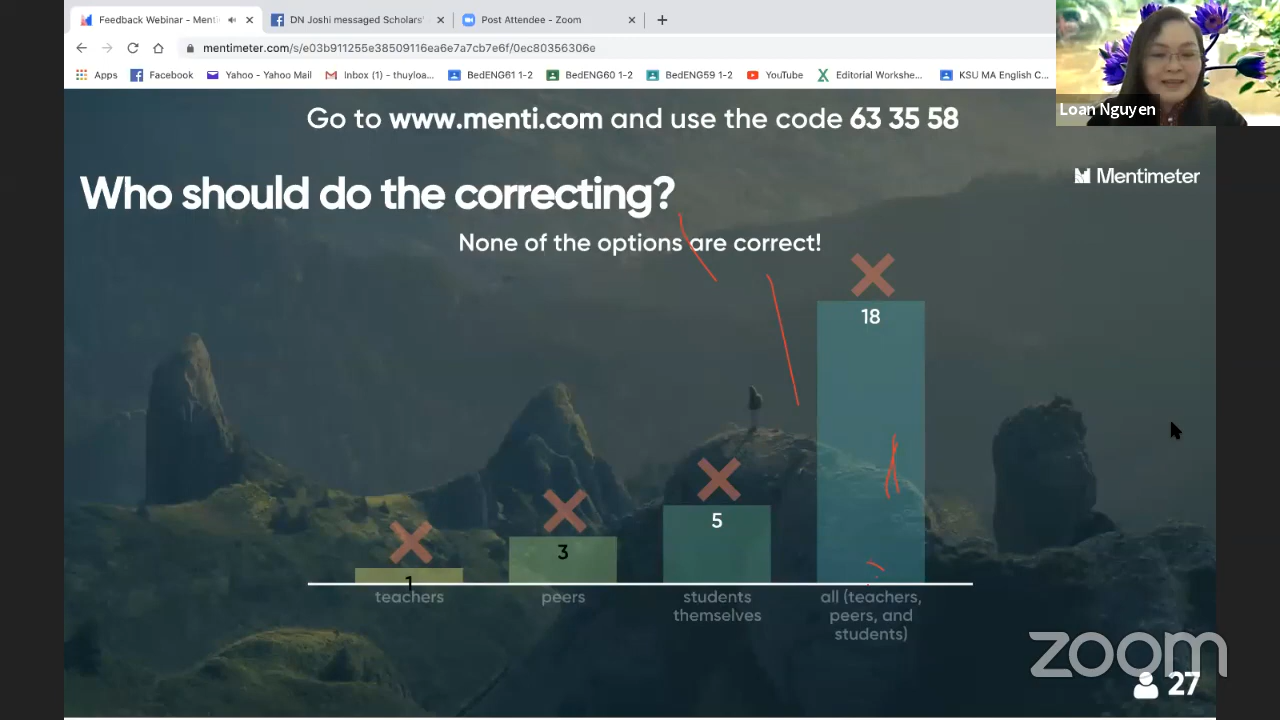 Feedback Webinar - Menti
DN Joshi messaged Scholars'
Post Attendee - Zoom
mentimeter.com/s/e03b911255e38509116ea6e7a7cb7e6f/0ec80356306e
Apps
Facebook
Yahoo - Yahoo Mail
Inbox (1) - thuyloa...
BedENG61 1-2
BedENG60 1-2
BedENG59 1-2
YouTube
Editorial Workshe...
KSU MA English C...
Loan Nguyen
Go to www.menti.com and use the code 63 35 58
Mentimeter
Who should do the correcting?
None of the options are correct!
18
5
3
1
teachers
peers
students
themselves
all (teachers,
peers, and
students)
zoom
27